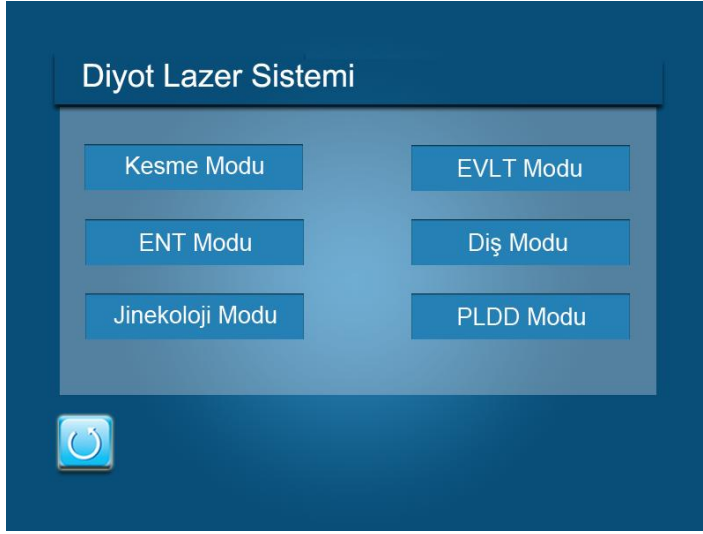 Diyot Lazer Sistemi
Kesme Modu
EVLT Modu
ENT Modu
Diş Modu
Jinekoloji Modu
PLDD Modu